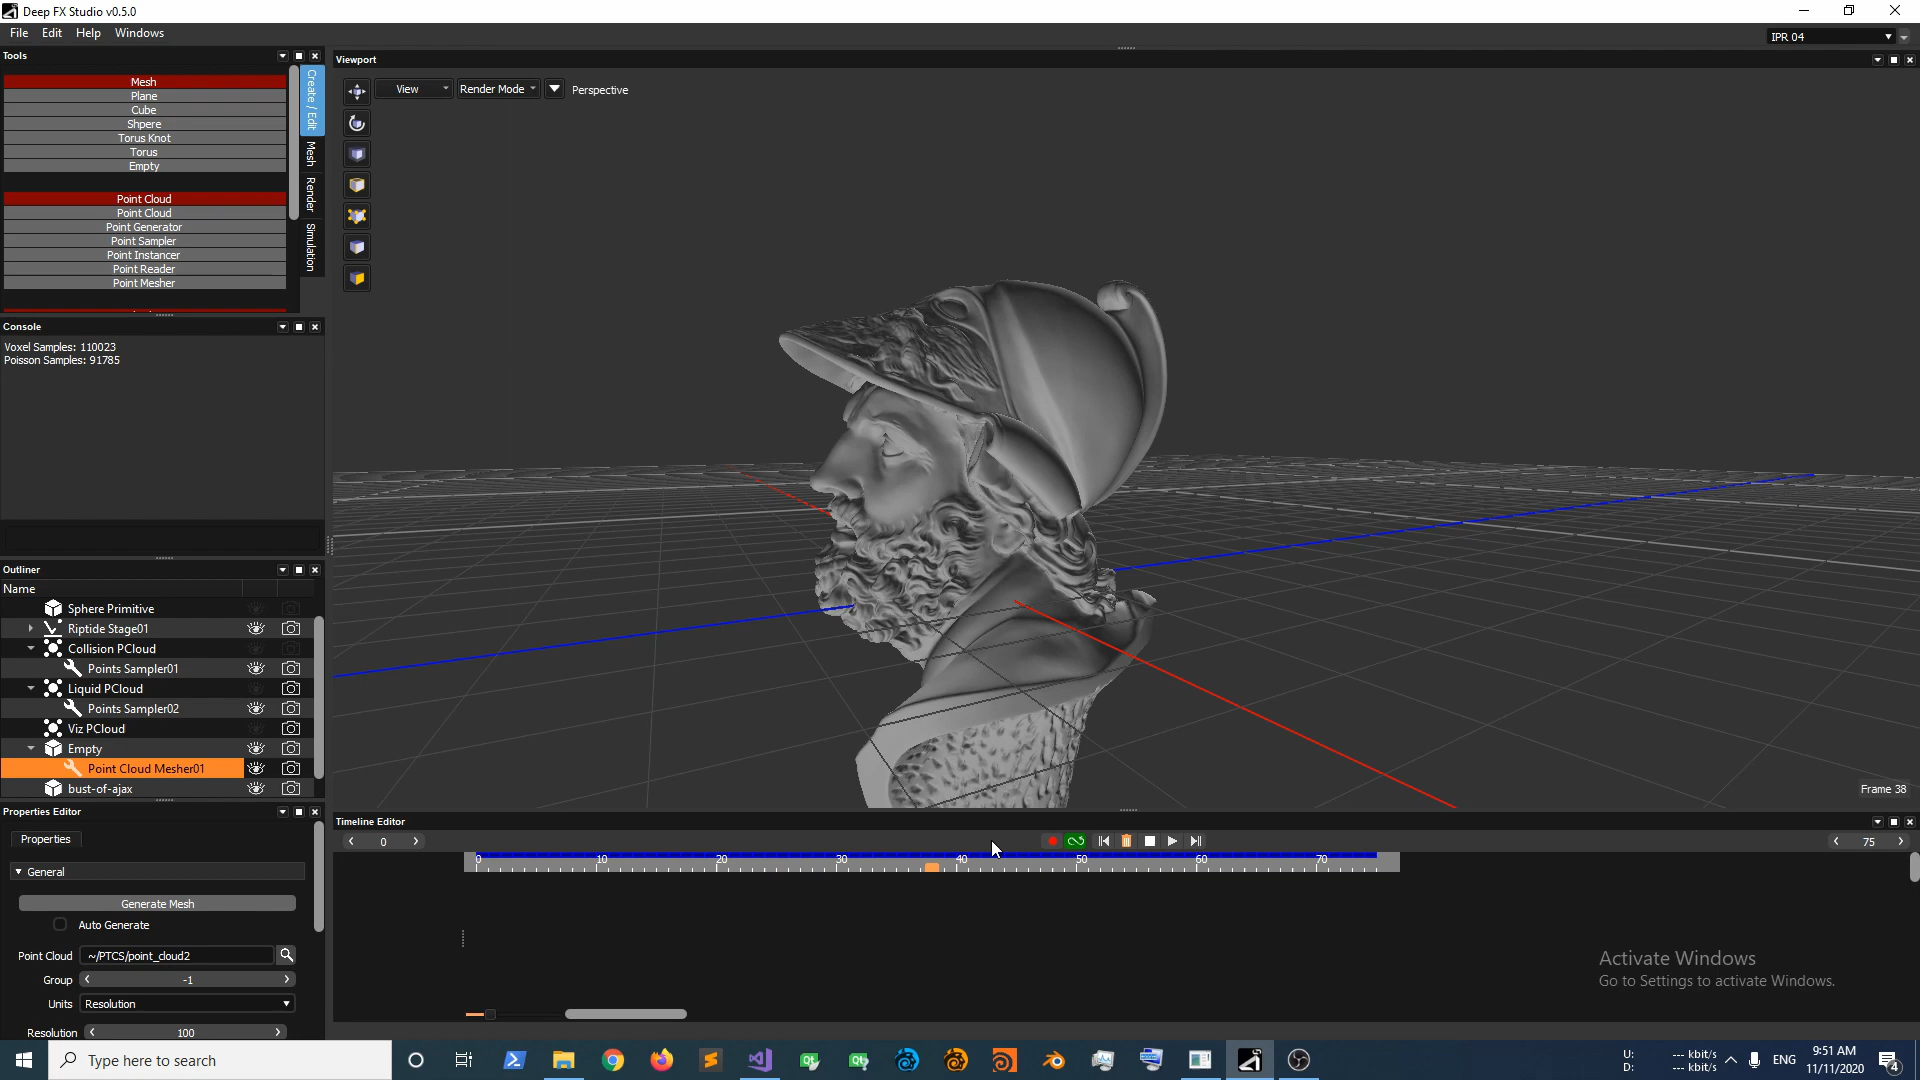 Deep FX Studio v0.5.0
File Edit Help Windows
IPR 04
Tools
Mesh
Plane
Cube
Shpere
Torus Knot
Torus
Empty
Point Cloud
Point Cloud
Point Generator
Point Sampler
Point Instancer
Point Reader
Point Mesher
Create / Edit
Mesh
Render
Simulation
Console
Voxel Samples: 110023
Poisson Samples: 91785
Outliner
Name
Sphere Primitive
Riptide Stage01
Collision PCloud
Points Sampler01
Liquid PCloud
Points Sampler02
Viz PCloud
Empty
Point Cloud Mesher01
bust-of-ajax
Properties Editor
Properties
General
Generate Mesh
Auto Generate
Point Cloud ~/PTCS/point_cloud2
Group -1
Units Resolution
Resolution 100
Viewport
View Render Mode Perspective
Frame 38
Timeline Editor
0 75
0 10 20 30 40 50 60 70
Activate Windows
Go to Settings to activate Windows.
Type here to search
U: --- kbit/s
D: --- kbit/s
ENG
9:51 AM
11/11/2020
4